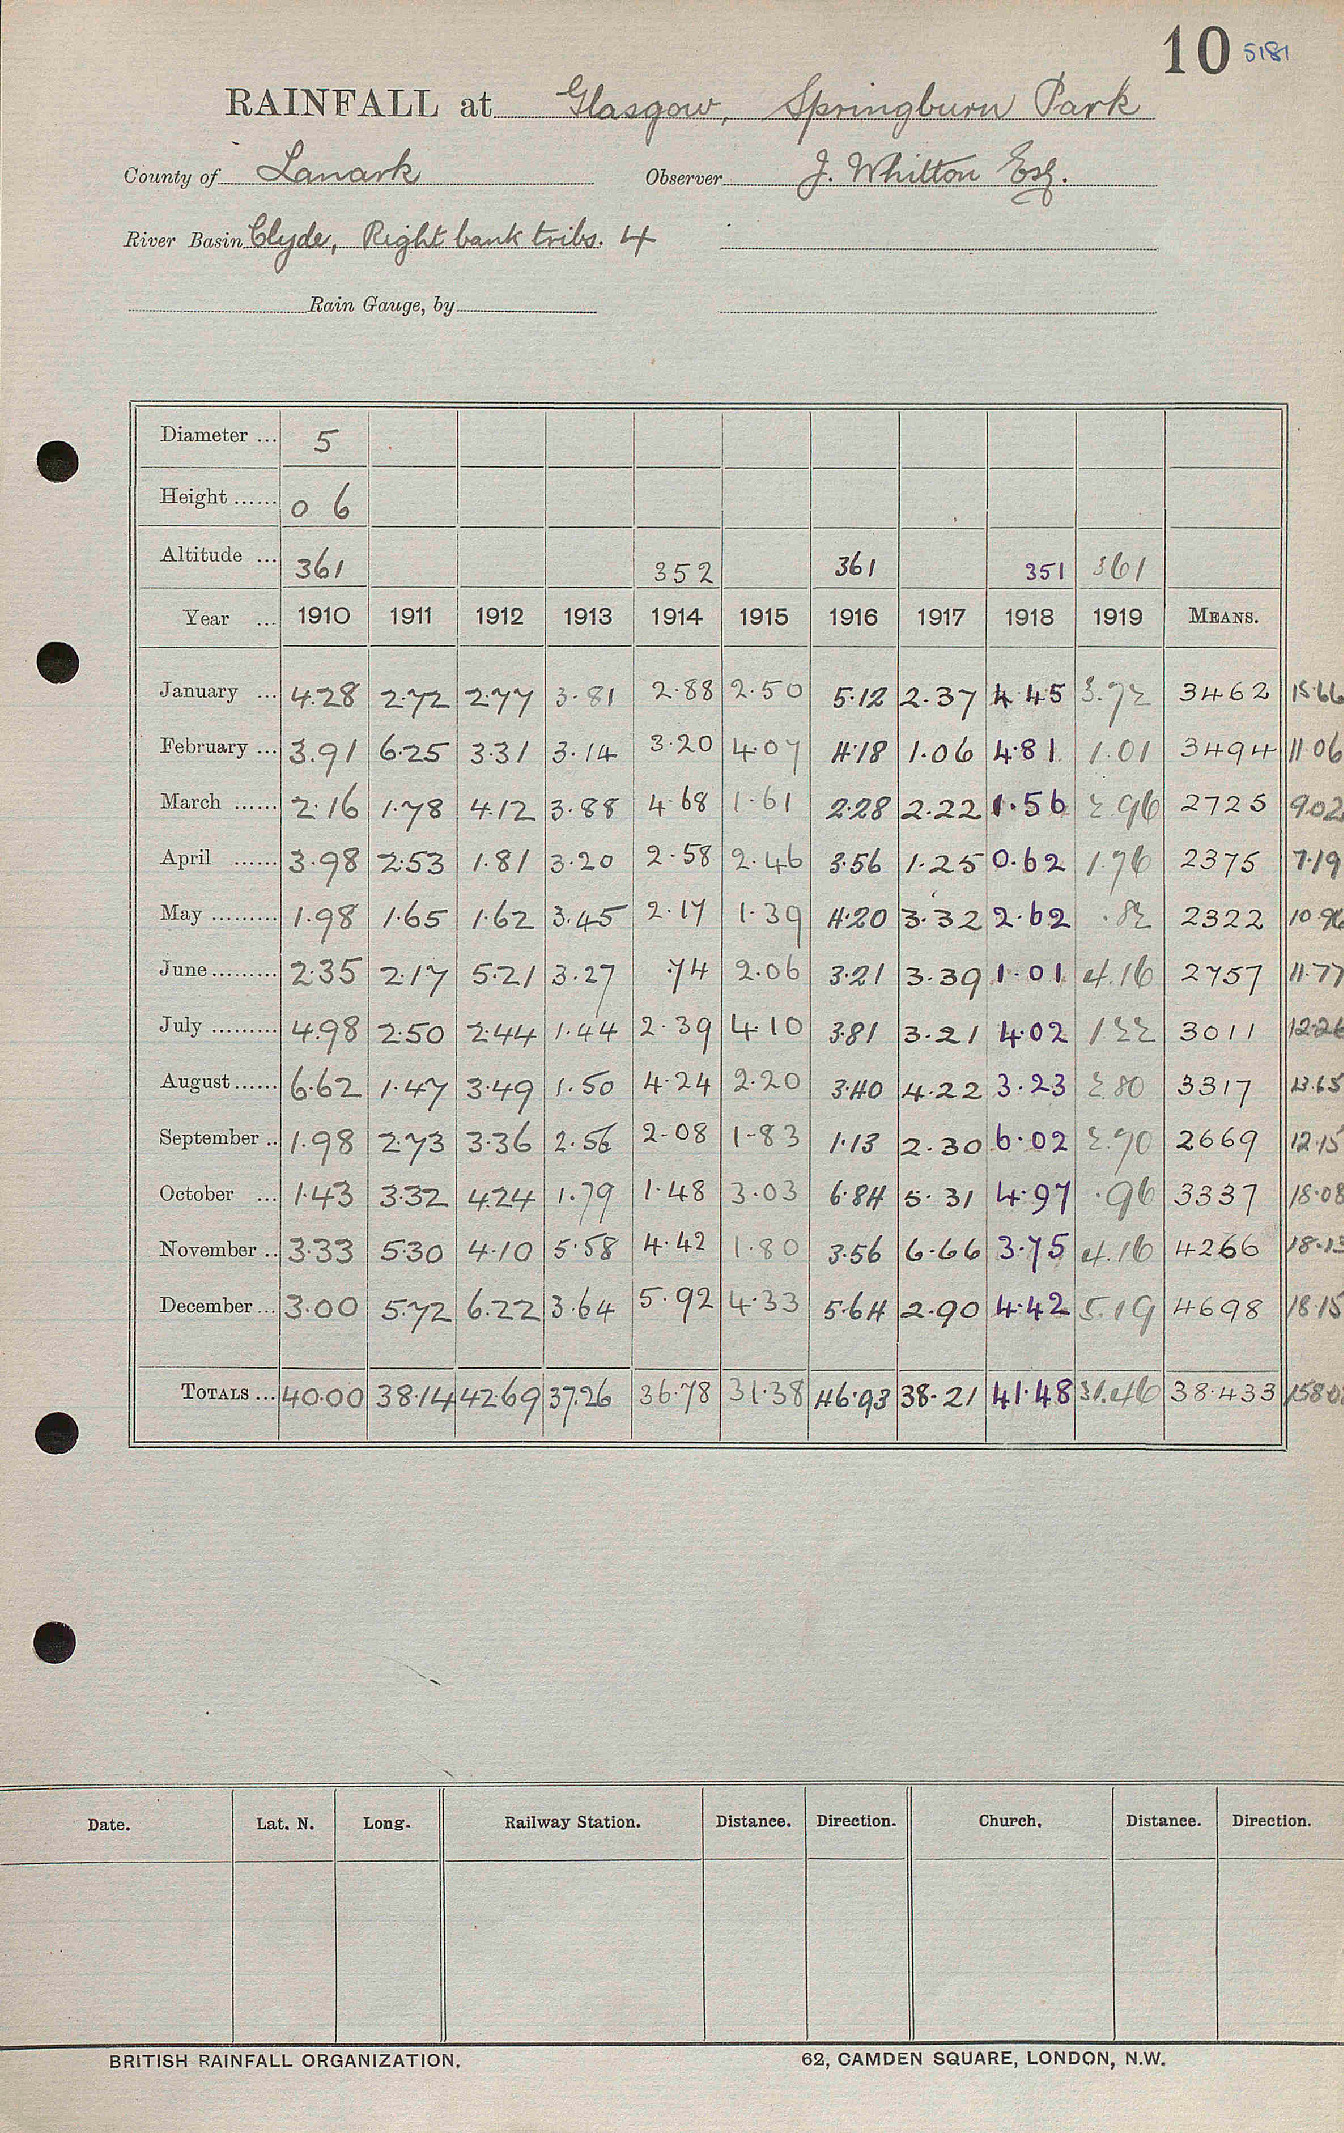 10 5181
RAINFALL at Glasgow, Springburn Park
County of Lanark Observer J. Whitton Esq.
River Basin Clyde, Right bank tribs. 4
Rain Gauge, by
Diameter ... 5
Height ...... 0 6
Altitude ... 361 352 361 351 361
Year ... 1910 1911 1912 1913 1914 1915 1916 1917 1918 1919 MEANS.
January ... 4.28 2.72 2.77 3.81 2.88 2.50 5.12 2.37 4.45 3.72 3462 15.66
February ... 3.91 6.25 3.31 3.14 3.20 4.07 4.18 1.06 4.81 1.01 3494 11.06
March ...... 2.16 1.78 4.12 3.88 4.68 1.61 2.28 2.22 1.56 2.96 2725 9.02
April ...... 3.98 2.53 1.81 3.20 2.58 2.46 3.56 1.25 0.62 1.76 2375 7.19
May .......... 1.98 1.65 1.62 3.45 2.17 1.39 4.20 3.32 2.62 .82 2322 10.96
June .......... 2.35 2.17 5.21 3.27 .74 2.06 3.21 3.39 1.01 4.16 2757 11.77
July .......... 4.98 2.50 2.44 1.44 2.39 4.10 3.81 3.21 4.02 1.22 3011 12.26
August ...... 6.62 1.47 3.49 1.50 4.24 2.20 3.40 4.22 3.23 2.80 3317 13.65
September .. 1.98 2.73 3.36 2.56 2.08 1.83 1.13 2.30 6.02 2.70 2669 12.15
October ... 1.43 3.32 4.24 1.79 1.48 3.03 6.84 5.31 4.97 .96 3337 18.08
November .. 3.33 5.30 4.10 5.58 4.42 1.80 3.56 6.66 3.75 4.16 4266 18.13
December ... 3.00 5.72 6.22 3.64 5.92 4.33 5.64 2.90 4.42 5.19 4698 18.15
TOTALS ... 40.00 38.14 42.69 37.26 36.78 31.38 46.93 38.21 41.48 31.46 38.433 158.0
Date. Lat. N. Long. Railway Station. Distance. Direction. Church. Distance. Direction.
BRITISH RAINFALL ORGANIZATION. 62, CAMDEN SQUARE, LONDON, N.W.